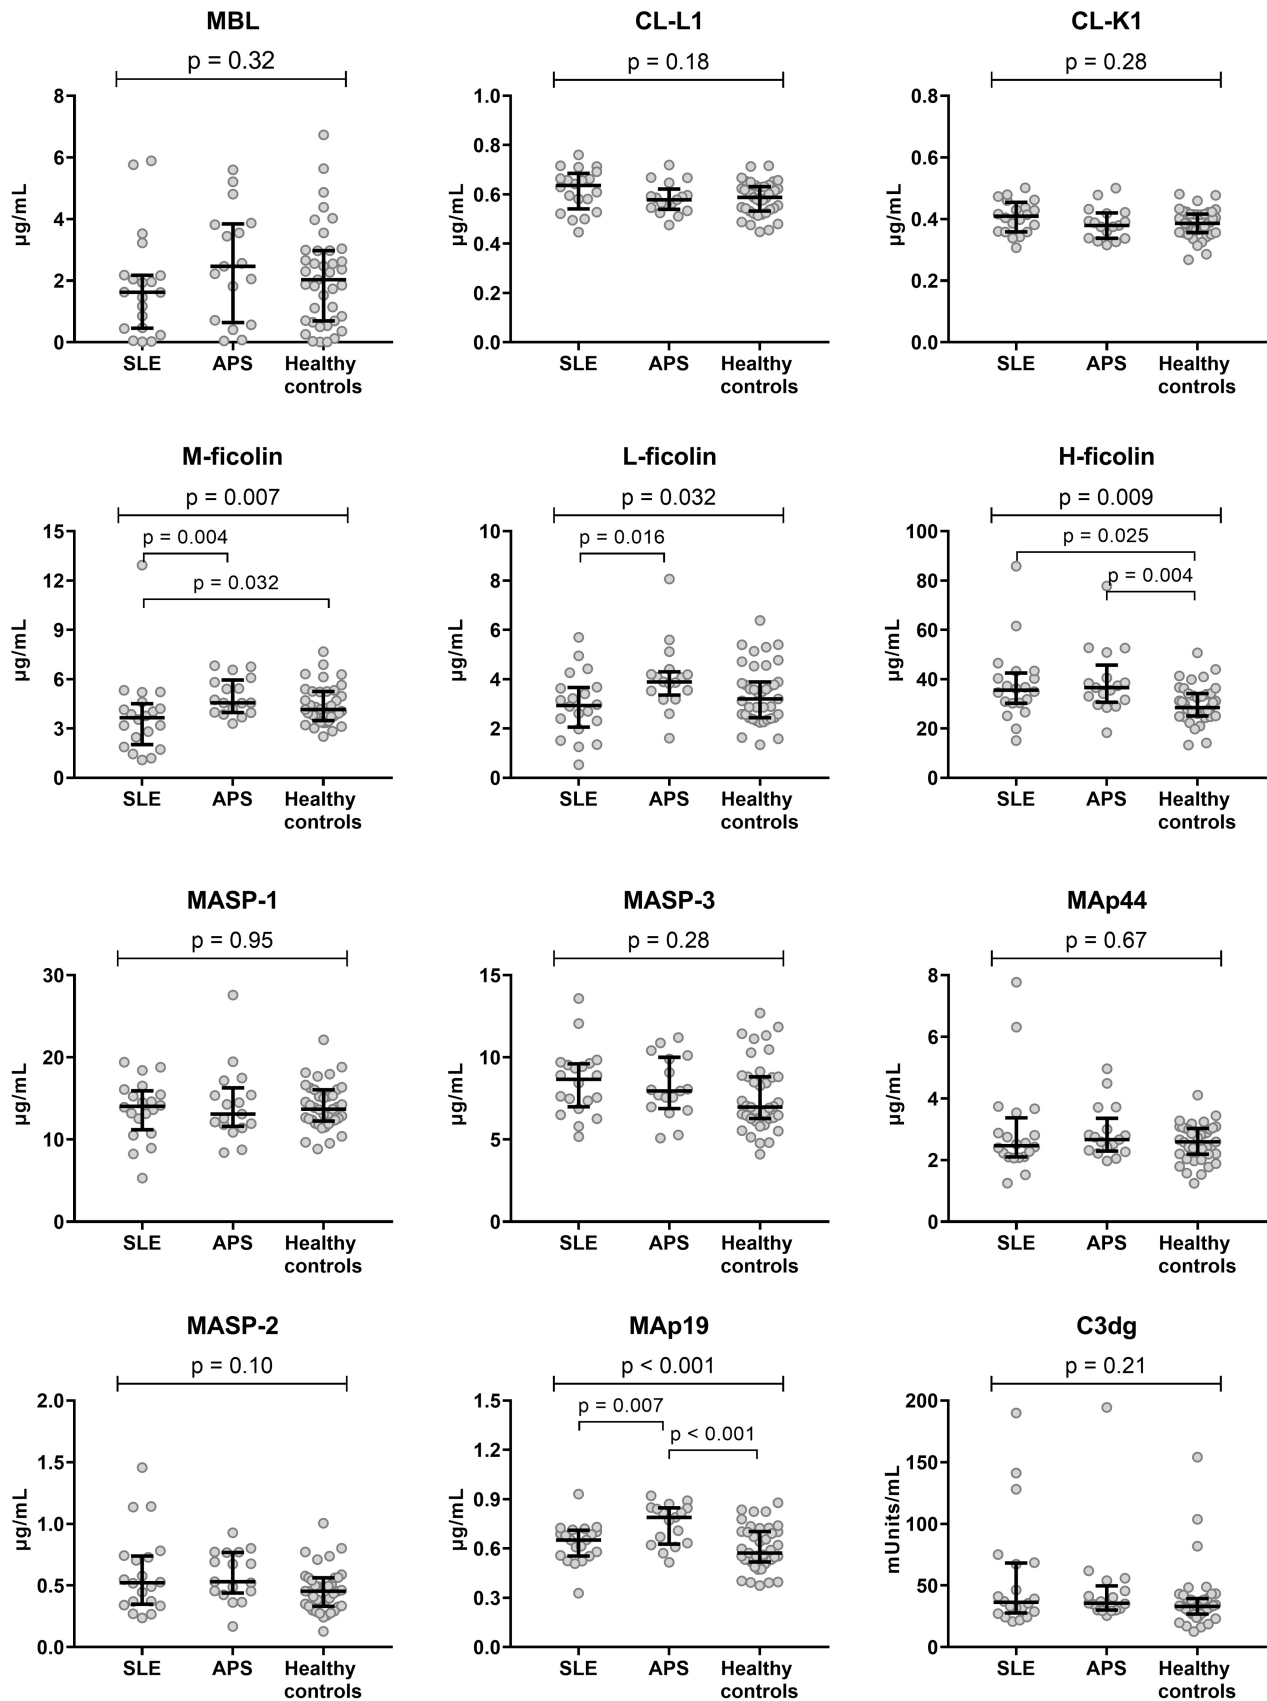 MBL
p = 0.32
8
6
4
2
0
µg/mL
SLE
APS
Healthy
controls
CL-L1
p = 0.18
1.0
0.8
0.6
0.4
0.2
0.0
µg/mL
SLE
APS
Healthy
controls
CL-K1
p = 0.28
0.8
0.6
0.4
0.2
0.0
µg/mL
SLE
APS
Healthy
controls
M-ficolin
p = 0.007
p = 0.004
p = 0.032
15
12
9
6
3
0
µg/mL
SLE
APS
Healthy
controls
L-ficolin
p = 0.032
p = 0.016
10
8
6
4
2
0
µg/mL
SLE
APS
Healthy
controls
H-ficolin
p = 0.009
p = 0.025
p = 0.004
100
80
60
40
20
0
µg/mL
SLE
APS
Healthy
controls
MASP-1
p = 0.95
30
20
10
0
µg/mL
SLE
APS
Healthy
controls
MASP-3
p = 0.28
15
10
5
0
µg/mL
SLE
APS
Healthy
controls
MAp44
p = 0.67
8
6
4
2
0
µg/mL
SLE
APS
Healthy
controls
MASP-2
p = 0.10
2.0
1.5
1.0
0.5
0.0
µg/mL
SLE
APS
Healthy
controls
MAp19
p < 0.001
p = 0.007
p < 0.001
1.5
1.2
0.9
0.6
0.3
0.0
µg/mL
SLE
APS
Healthy
controls
C3dg
p = 0.21
200
150
100
50
0
mUnits/mL
SLE
APS
Healthy
controls